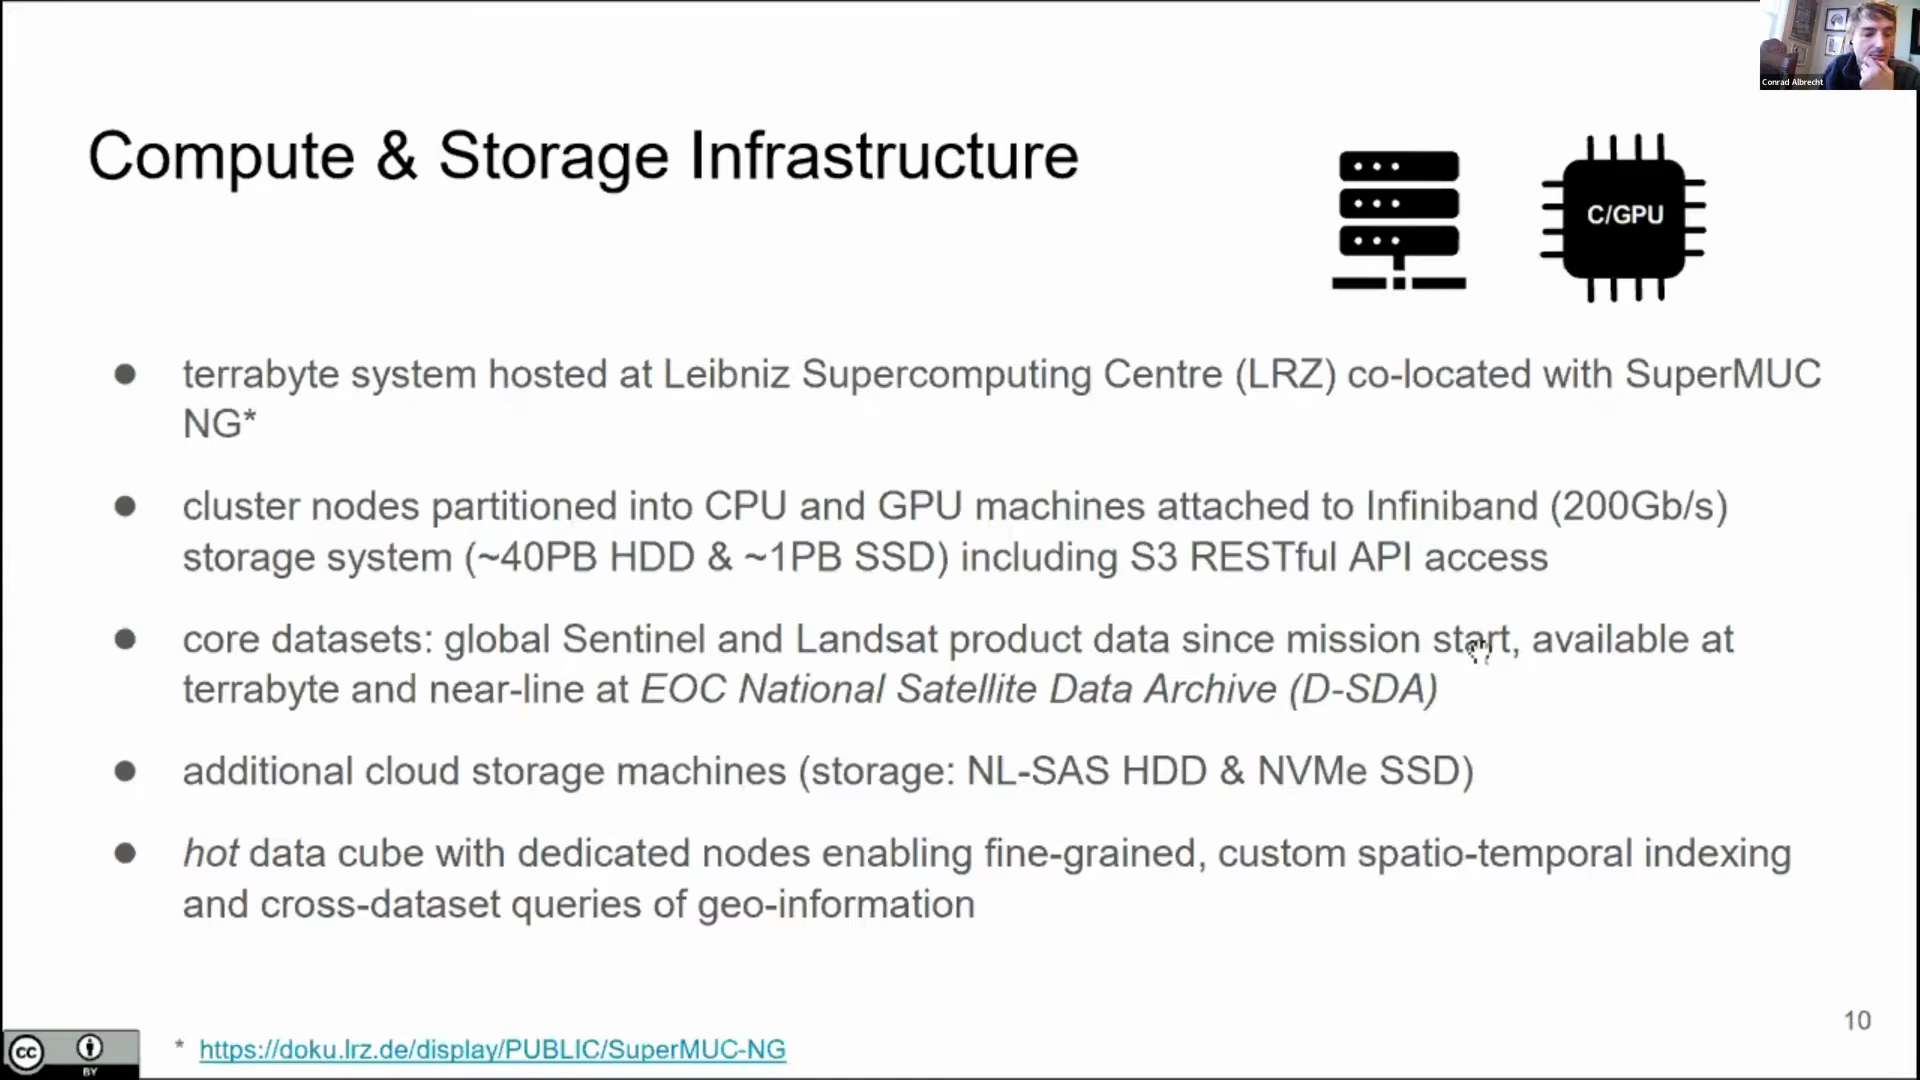 Conrad Albrecht
Compute & Storage Infrastructure
C/GPU
● terrabyte system hosted at Leibniz Supercomputing Centre (LRZ) co-located with SuperMUC
NG*
● cluster nodes partitioned into CPU and GPU machines attached to Infiniband (200Gb/s)
storage system (~40PB HDD & ~1PB SSD) including S3 RESTful API access
● core datasets: global Sentinel and Landsat product data since mission start, available at
terrabyte and near-line at EOC National Satellite Data Archive (D-SDA)
● additional cloud storage machines (storage: NL-SAS HDD & NVMe SSD)
● hot data cube with dedicated nodes enabling fine-grained, custom spatio-temporal indexing
and cross-dataset queries of geo-information
10
* https://doku.lrz.de/display/PUBLIC/SuperMUC-NG
cc
BY